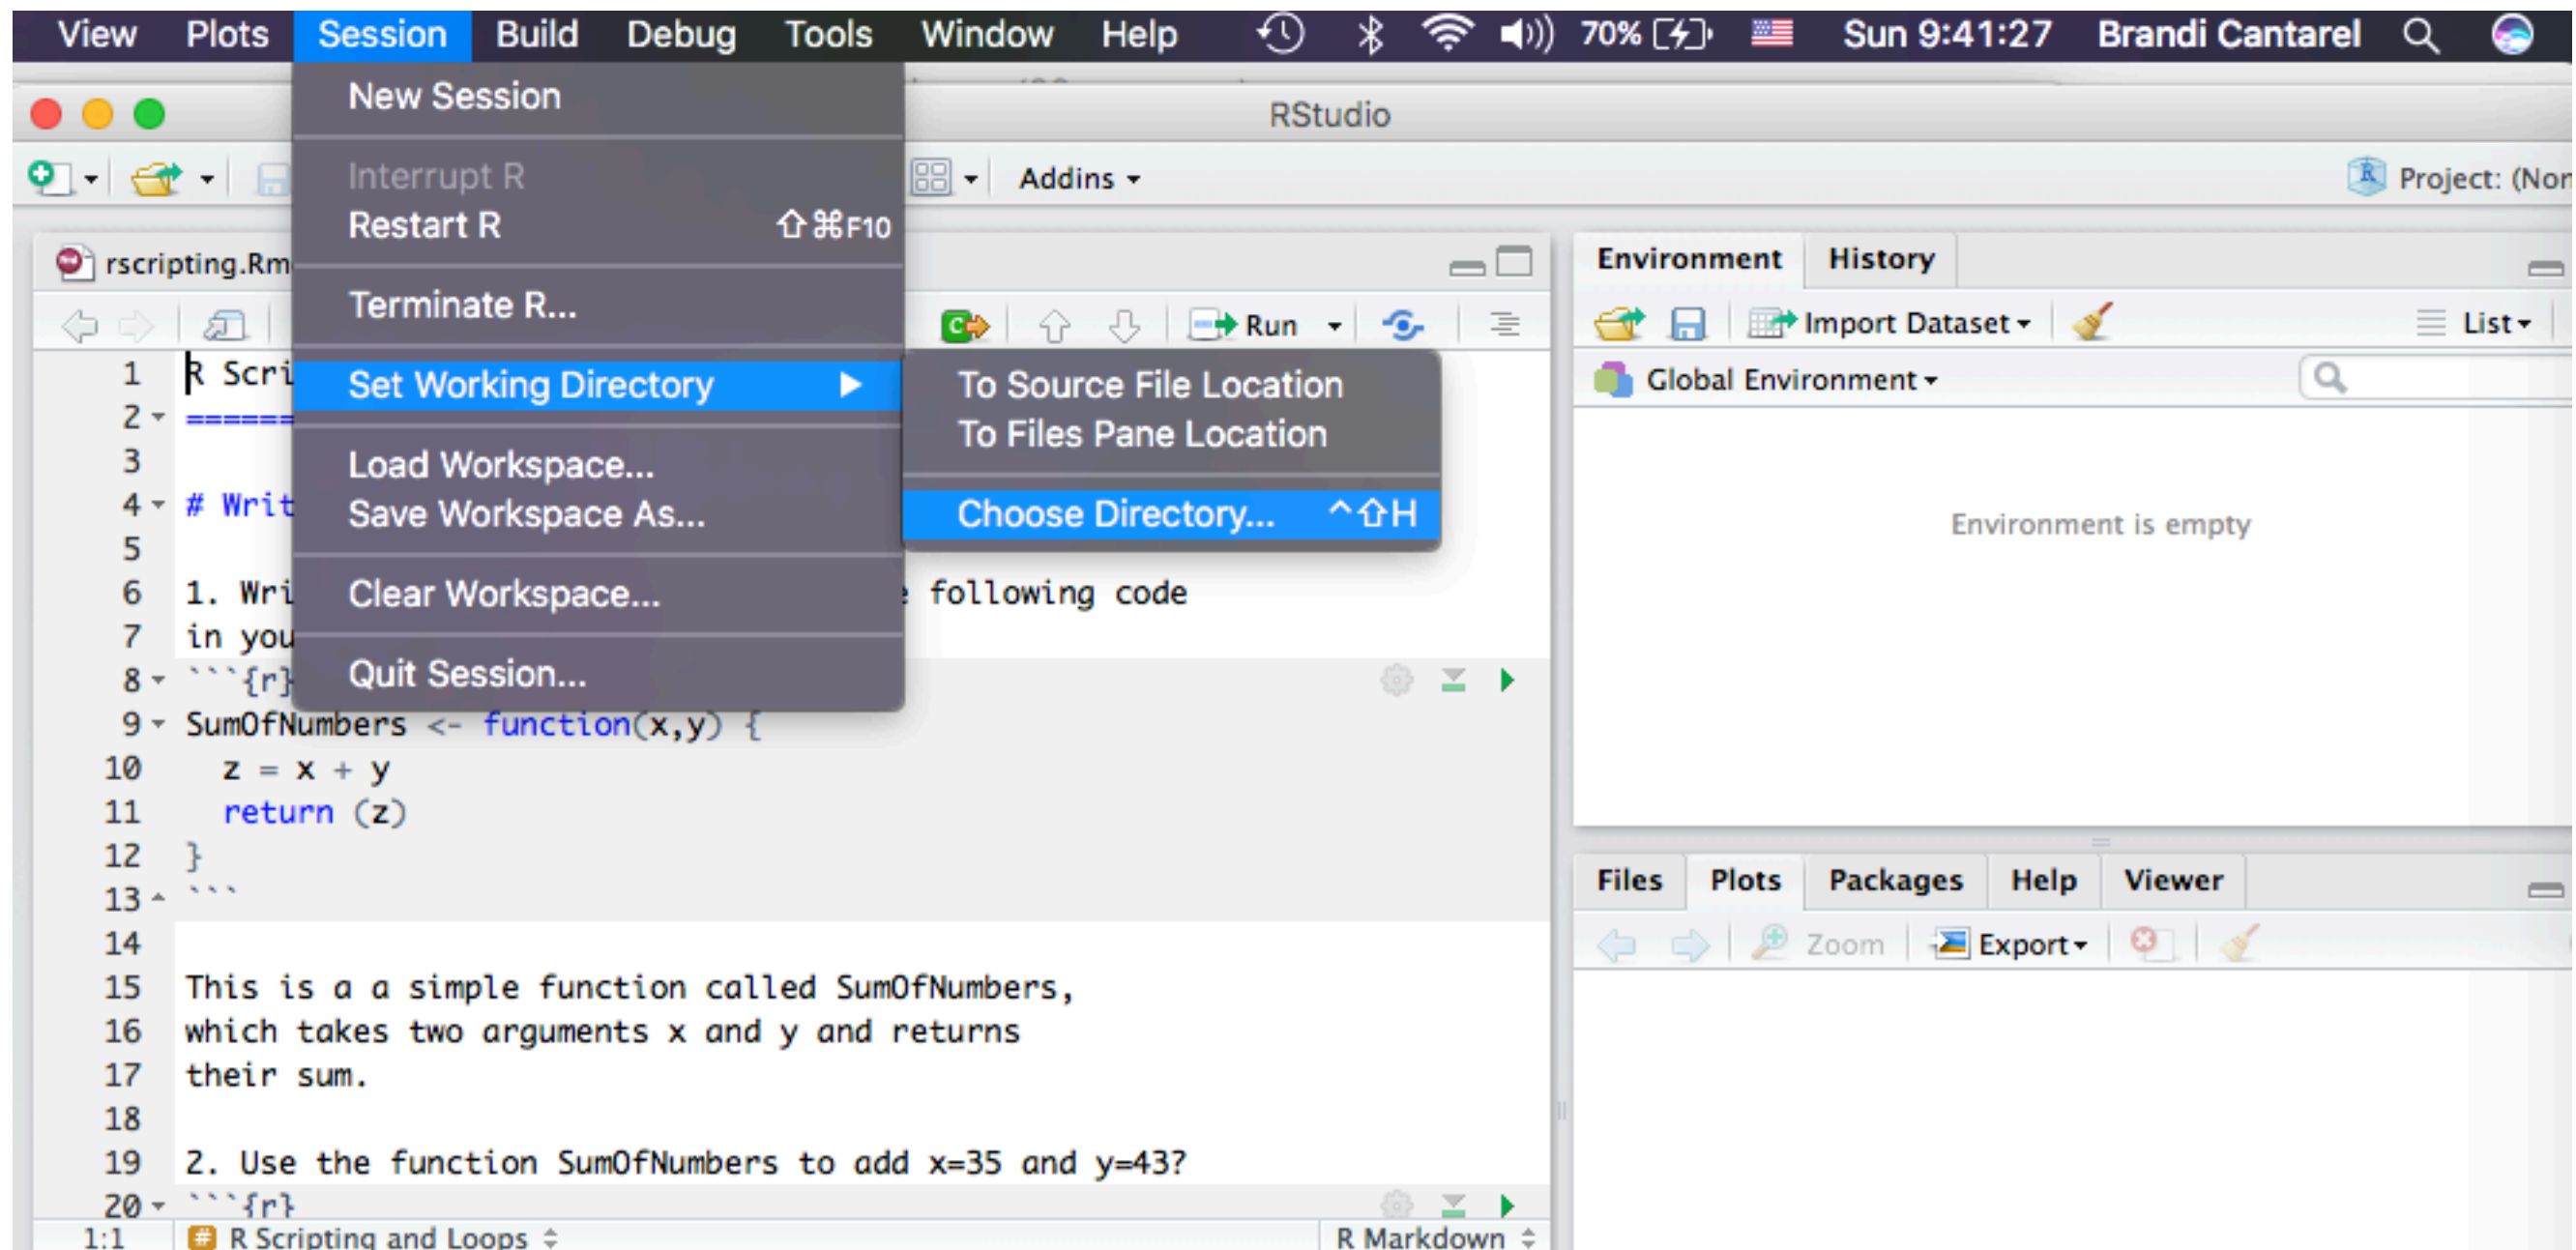 View Plots Session Build Debug Tools Window Help 70% Sun 9:41:27 Brandi Cantarel
RStudio
Addins
Project: (Non
New Session
Interrupt R
Restart R ⇧⌘F10
Terminate R...
Set Working Directory ▶
Load Workspace...
Save Workspace As...
Clear Workspace...
Quit Session...
To Source File Location
To Files Pane Location
Choose Directory... ^⇧H
rscripting.Rm
Run
1 R Scri
2 ======
3
4 # Writ
5
6 1. Wri following code
7 in you
8 ```{r}
9 SumOfNumbers <- function(x,y) {
10 z = x + y
11 return (z)
12 }
13 ```
14
15 This is a a simple function called SumOfNumbers,
16 which takes two arguments x and y and returns
17 their sum.
18
19 2. Use the function SumOfNumbers to add x=35 and y=43?
20 ```{r}
1:1 # R Scripting and Loops R Markdown
Environment History
Import Dataset List
Global Environment
Environment is empty
Files Plots Packages Help Viewer
Zoom Export